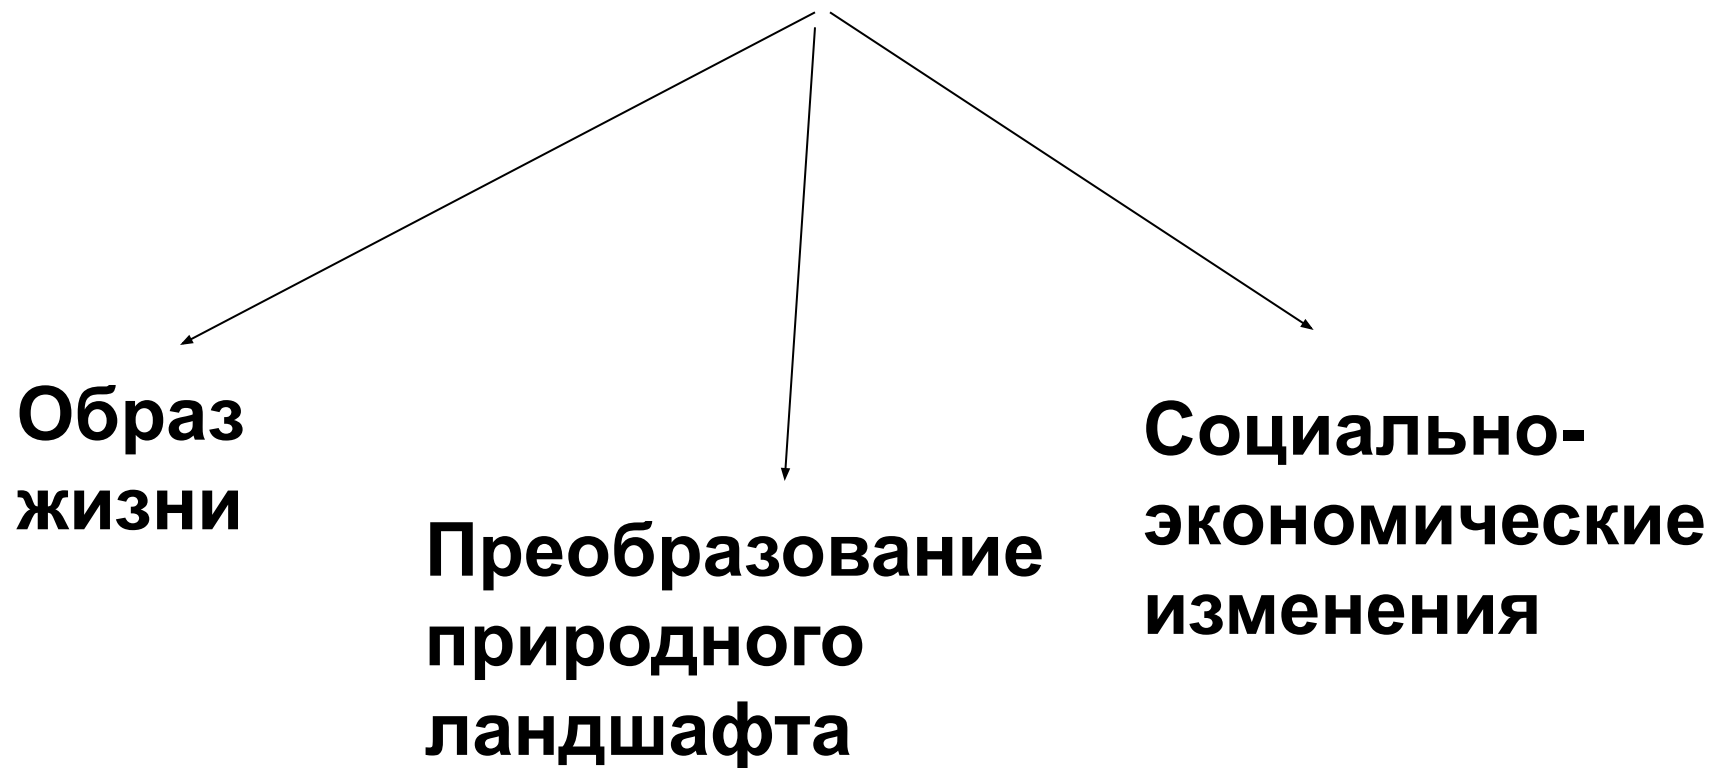 Образ
жизни
Преобразование
природного
ландшафта
Социально-
экономические
изменения